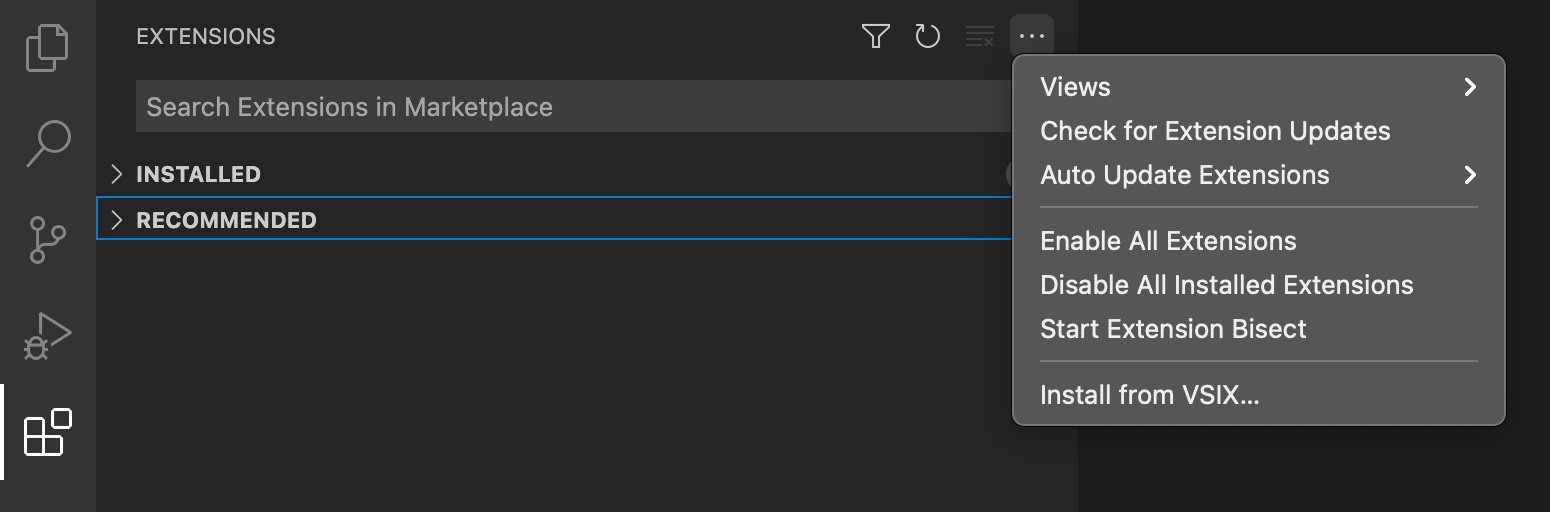 EXTENSIONS
Search Extensions in Marketplace
INSTALLED
RECOMMENDED
Views
Check for Extension Updates
Auto Update Extensions
Enable All Extensions
Disable All Installed Extensions
Start Extension Bisect
Install from VSIX...